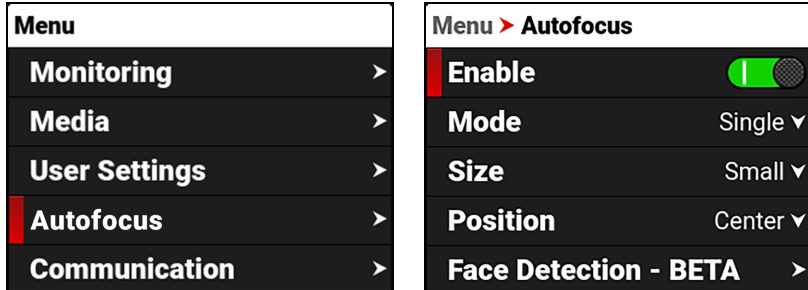 Menu
Monitoring
Media
User Settings
Autofocus
Communication
Menu > Autofocus
Enable
Mode Single
Size Small
Position Center
Face Detection - BETA